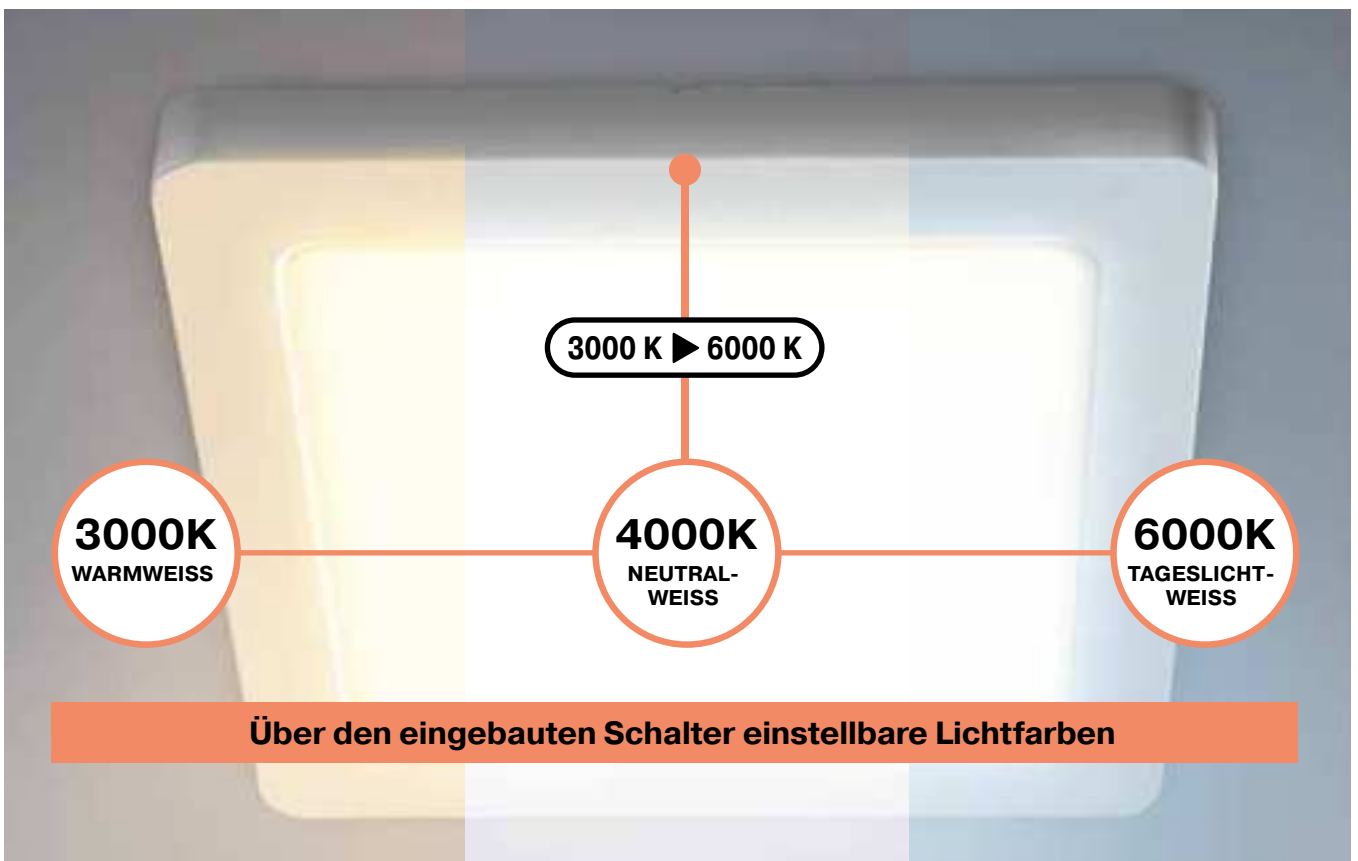 3000 K ▶ 6000 K
3000K
WARMWEISS
4000K
NEUTRAL-
WEISS
6000K
TAGESLICHT-
WEISS
Über den eingebauten Schalter einstellbare Lichtfarben